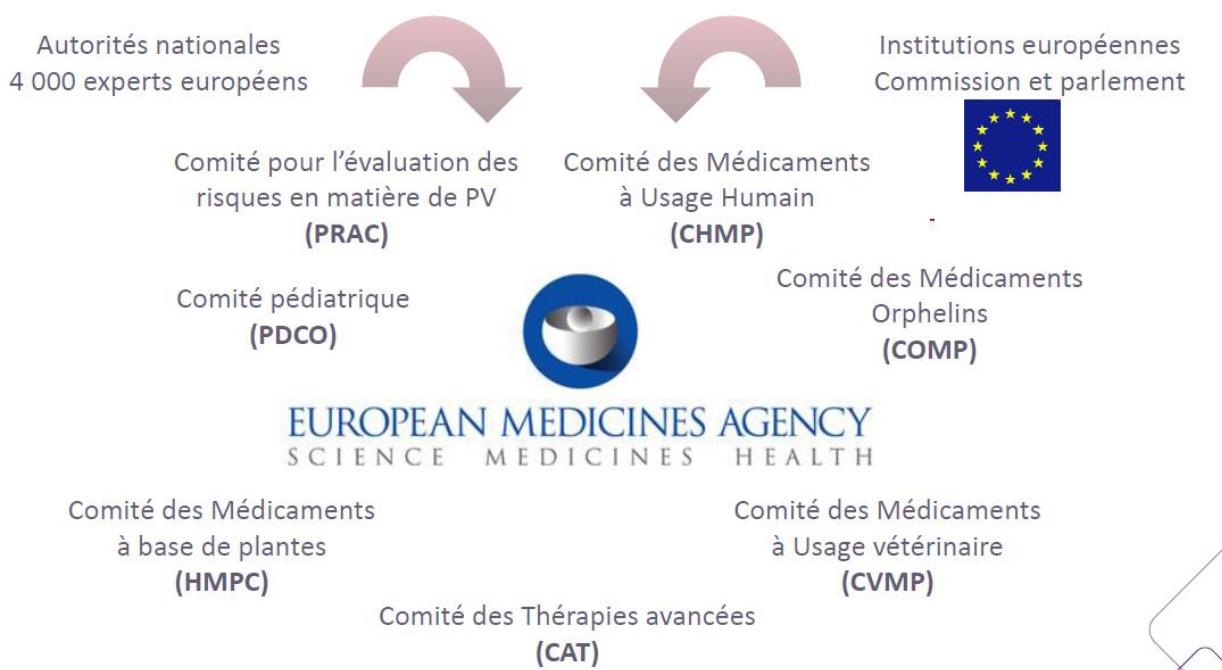 Autorités nationales
4 000 experts européens
Institutions européennes
Commission et parlement
Comité pour l’évaluation des
risques en matière de PV
(PRAC)
Comité des Médicaments
à Usage Humain
(CHMP)
Comité pédiatrique
(PDCO)
Comité des Médicaments
Orphelins
(COMP)
EUROPEAN MEDICINES AGENCY
SCIENCE MEDICINES HEALTH
Comité des Médicaments
à base de plantes
(HMPC)
Comité des Médicaments
à Usage vétérinaire
(CVMP)
Comité des Thérapies avancées
(CAT)